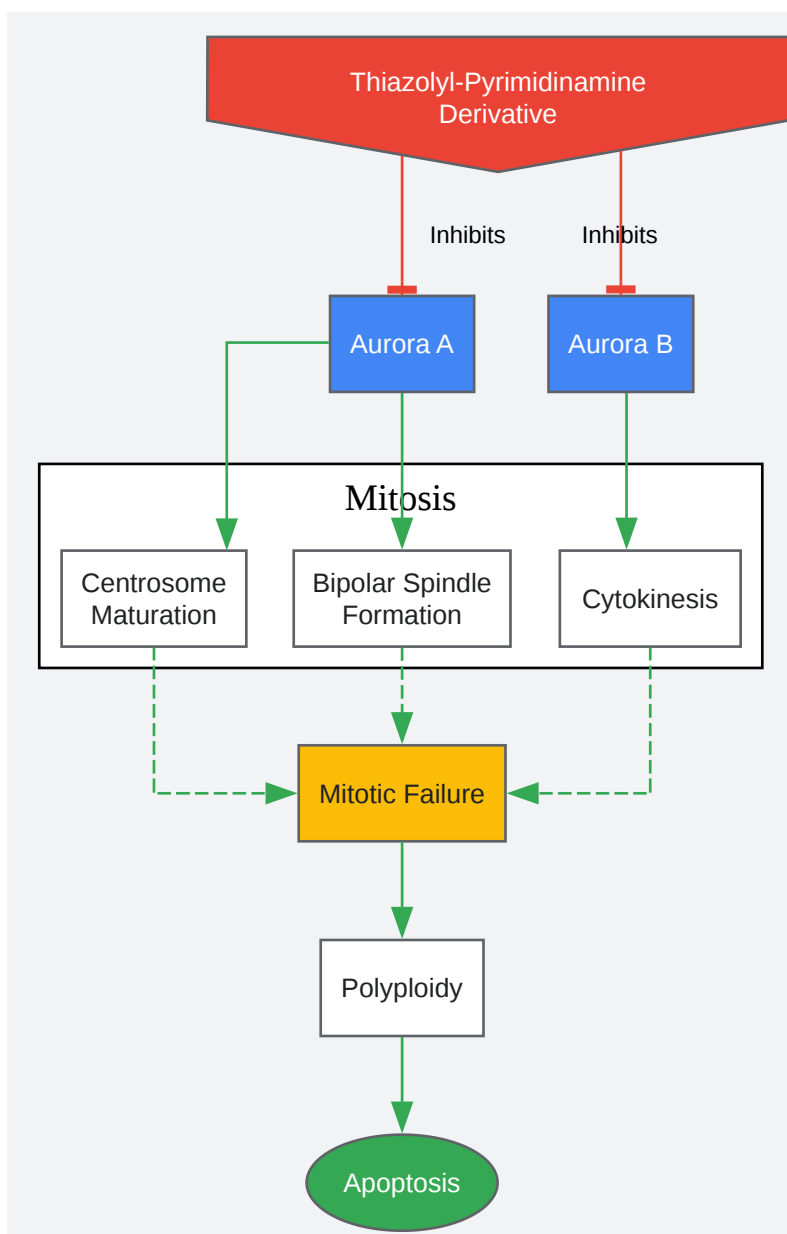 Thiazolyl-Pyrimidinamine
Derivative
Inhibits
Inhibits
Aurora A
Aurora B
Mitosis
Centrosome
Maturation
Bipolar Spindle
Formation
Cytokinesis
Mitotic Failure
Polyploidy
Apoptosis